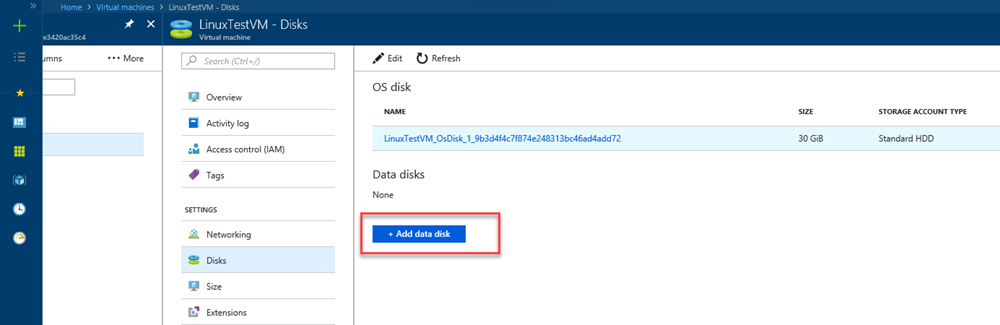 »
Home > Virtual machines > LinuxTestVM - Disks
e3420ac35c4
LinuxTestVM - Disks
Virtual machine
umns
••• More
Search (Ctrl+/)
Overview
Activity log
Access control (IAM)
Tags
SETTINGS
Networking
Disks
Size
Extensions
Edit
Refresh
OS disk
NAME SIZE STORAGE ACCOUNT TYPE
LinuxTestVM_OsDisk_1_9b3d4f4c7f874e248313bc46ad4add72 30 GiB Standard HDD
Data disks
None
+ Add data disk